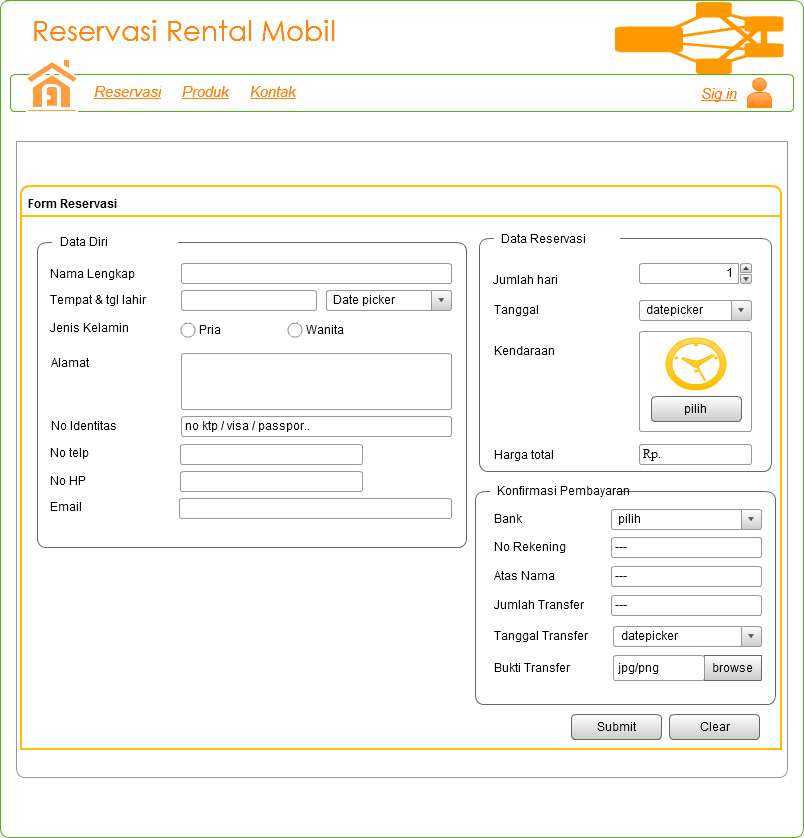 Reservasi Rental Mobil
Reservasi Produk Kontak Sig in
Form Reservasi
Data Diri
Nama Lengkap
Tempat & tgl lahir Date picker
Jenis Kelamin Pria Wanita
Alamat
No Identitas no ktp / visa / passpor..
No telp
No HP
Email
Data Reservasi
Jumlah hari 1
Tanggal datepicker
Kendaraan
pilih
Harga total Rp.
Konfirmasi Pembayaran
Bank pilih
No Rekening ---
Atas Nama ---
Jumlah Transfer ---
Tanggal Transfer datepicker
Bukti Transfer jpg/png browse
Submit Clear